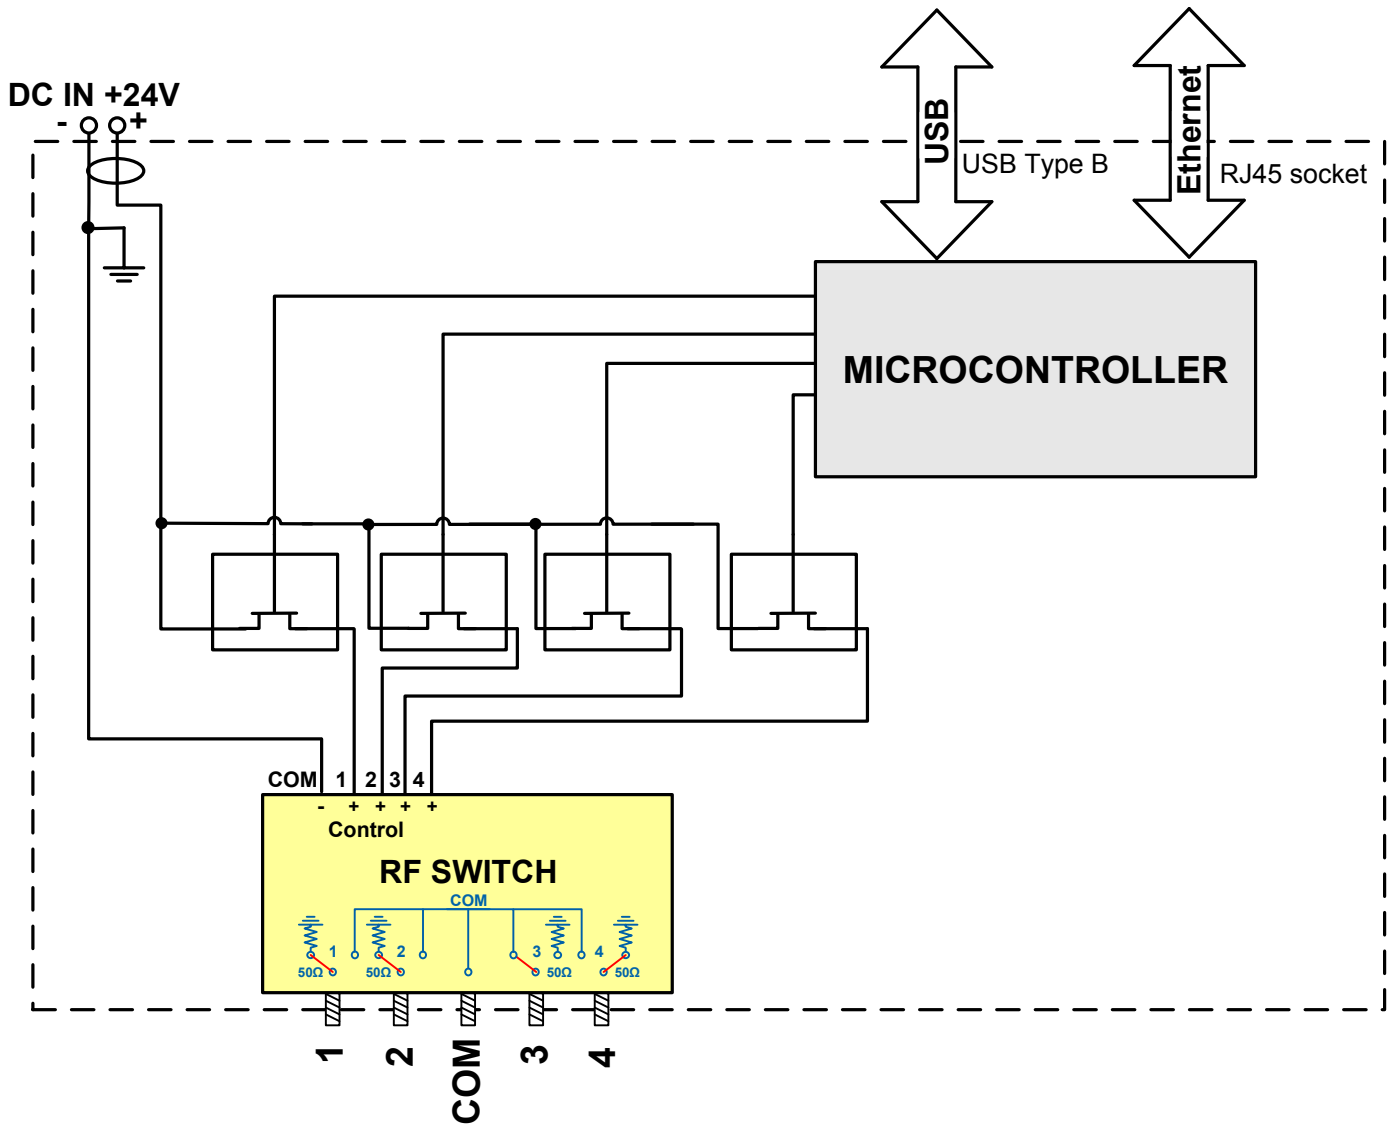 DC IN +24V
- +
USB
USB Type B
Ethernet
RJ45 socket
MICROCONTROLLER
COM 1 2 3 4
- + + + +
Control
RF SWITCH
COM
1 2 3 4
50Ω 50Ω 50Ω 50Ω
1 2 COM 3 4